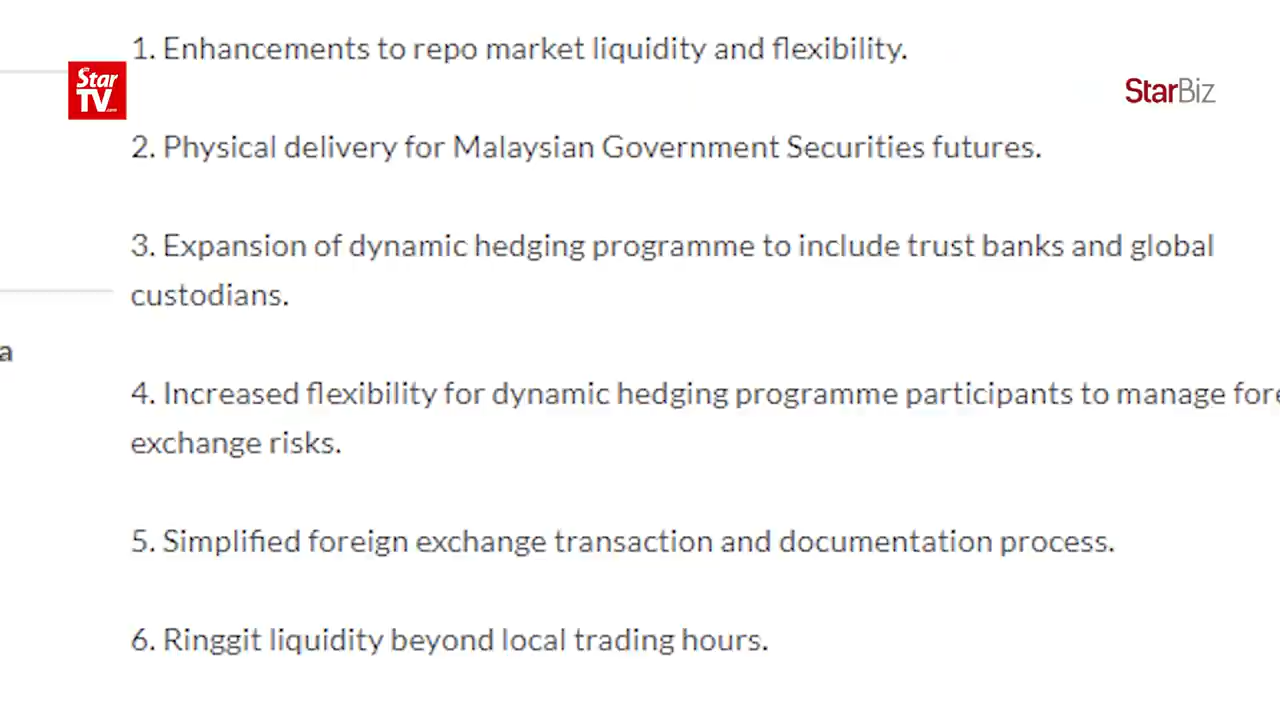 1. Enhancements to repo market liquidity and flexibility.
Star
TV.com
StarBiz
2. Physical delivery for Malaysian Government Securities futures.
3. Expansion of dynamic hedging programme to include trust banks and global
custodians.
a
4. Increased flexibility for dynamic hedging programme participants to manage fore
exchange risks.
5. Simplified foreign exchange transaction and documentation process.
6. Ringgit liquidity beyond local trading hours.